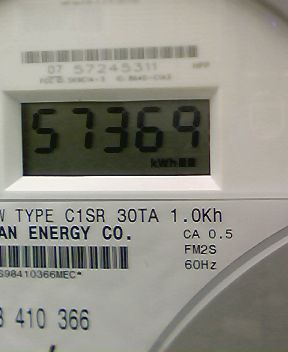 07 57245311
57369
kWh
W TYPE C1SR 30TA 1.0Kh
AN ENERGY CO.
CA 0.5
FM2S
60Hz
S98410366MEC*
8 410 366